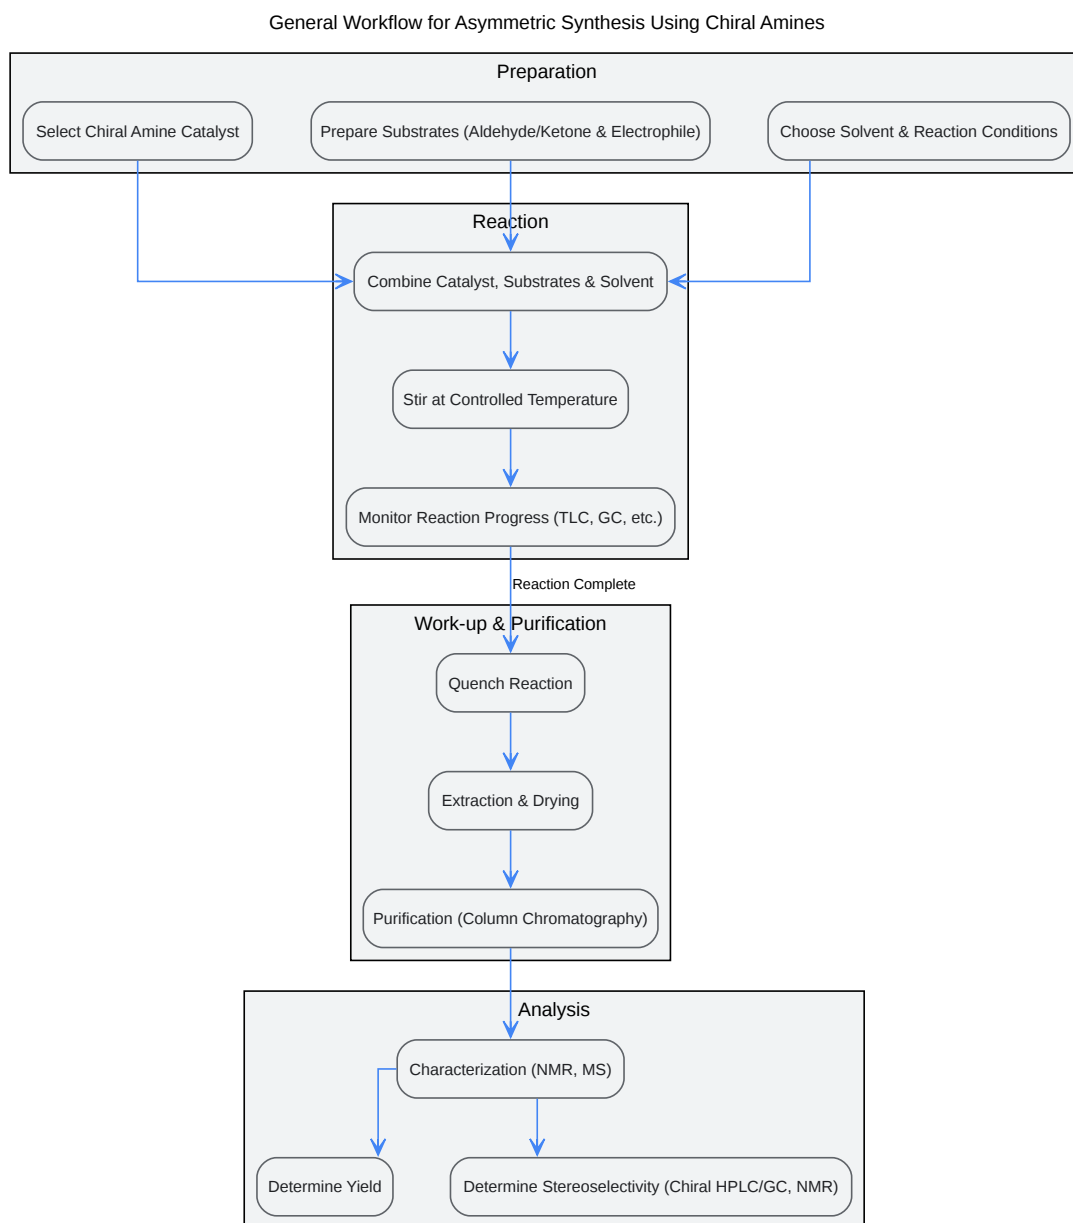 General Workflow for Asymmetric Synthesis Using Chiral Amines
Preparation
Select Chiral Amine Catalyst
Prepare Substrates (Aldehyde/Ketone & Electrophile)
Choose Solvent & Reaction Conditions
Reaction
Combine Catalyst, Substrates & Solvent
Stir at Controlled Temperature
Monitor Reaction Progress (TLC, GC, etc.)
Reaction Complete
Work-up & Purification
Quench Reaction
Extraction & Drying
Purification (Column Chromatography)
Analysis
Characterization (NMR, MS)
Determine Yield
Determine Stereoselectivity (Chiral HPLC/GC, NMR)